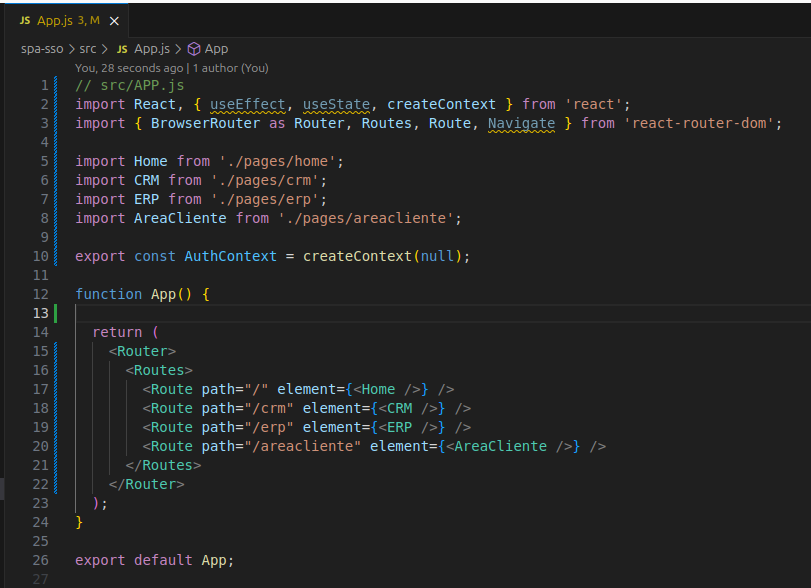 JS App.js 3, M ×
spa-sso > src > JS App.js > App
You, 28 seconds ago | 1 author (You)
1 // src/APP.js
2 import React, { useEffect, useState, createContext } from 'react';
3 import { BrowserRouter as Router, Routes, Route, Navigate } from 'react-router-dom';
4
5 import Home from './pages/home';
6 import CRM from './pages/crm';
7 import ERP from './pages/erp';
8 import AreaCliente from './pages/areacliente';
9
10 export const AuthContext = createContext(null);
11
12 function App() {
13
14   return (
15     <Router>
16       <Routes>
17         <Route path="/" element={<Home />} />
18         <Route path="/crm" element={<CRM />} />
19         <Route path="/erp" element={<ERP />} />
20         <Route path="/areacliente" element={<AreaCliente />} />
21       </Routes>
22     </Router>
23   );
24 }
25
26 export default App;
27